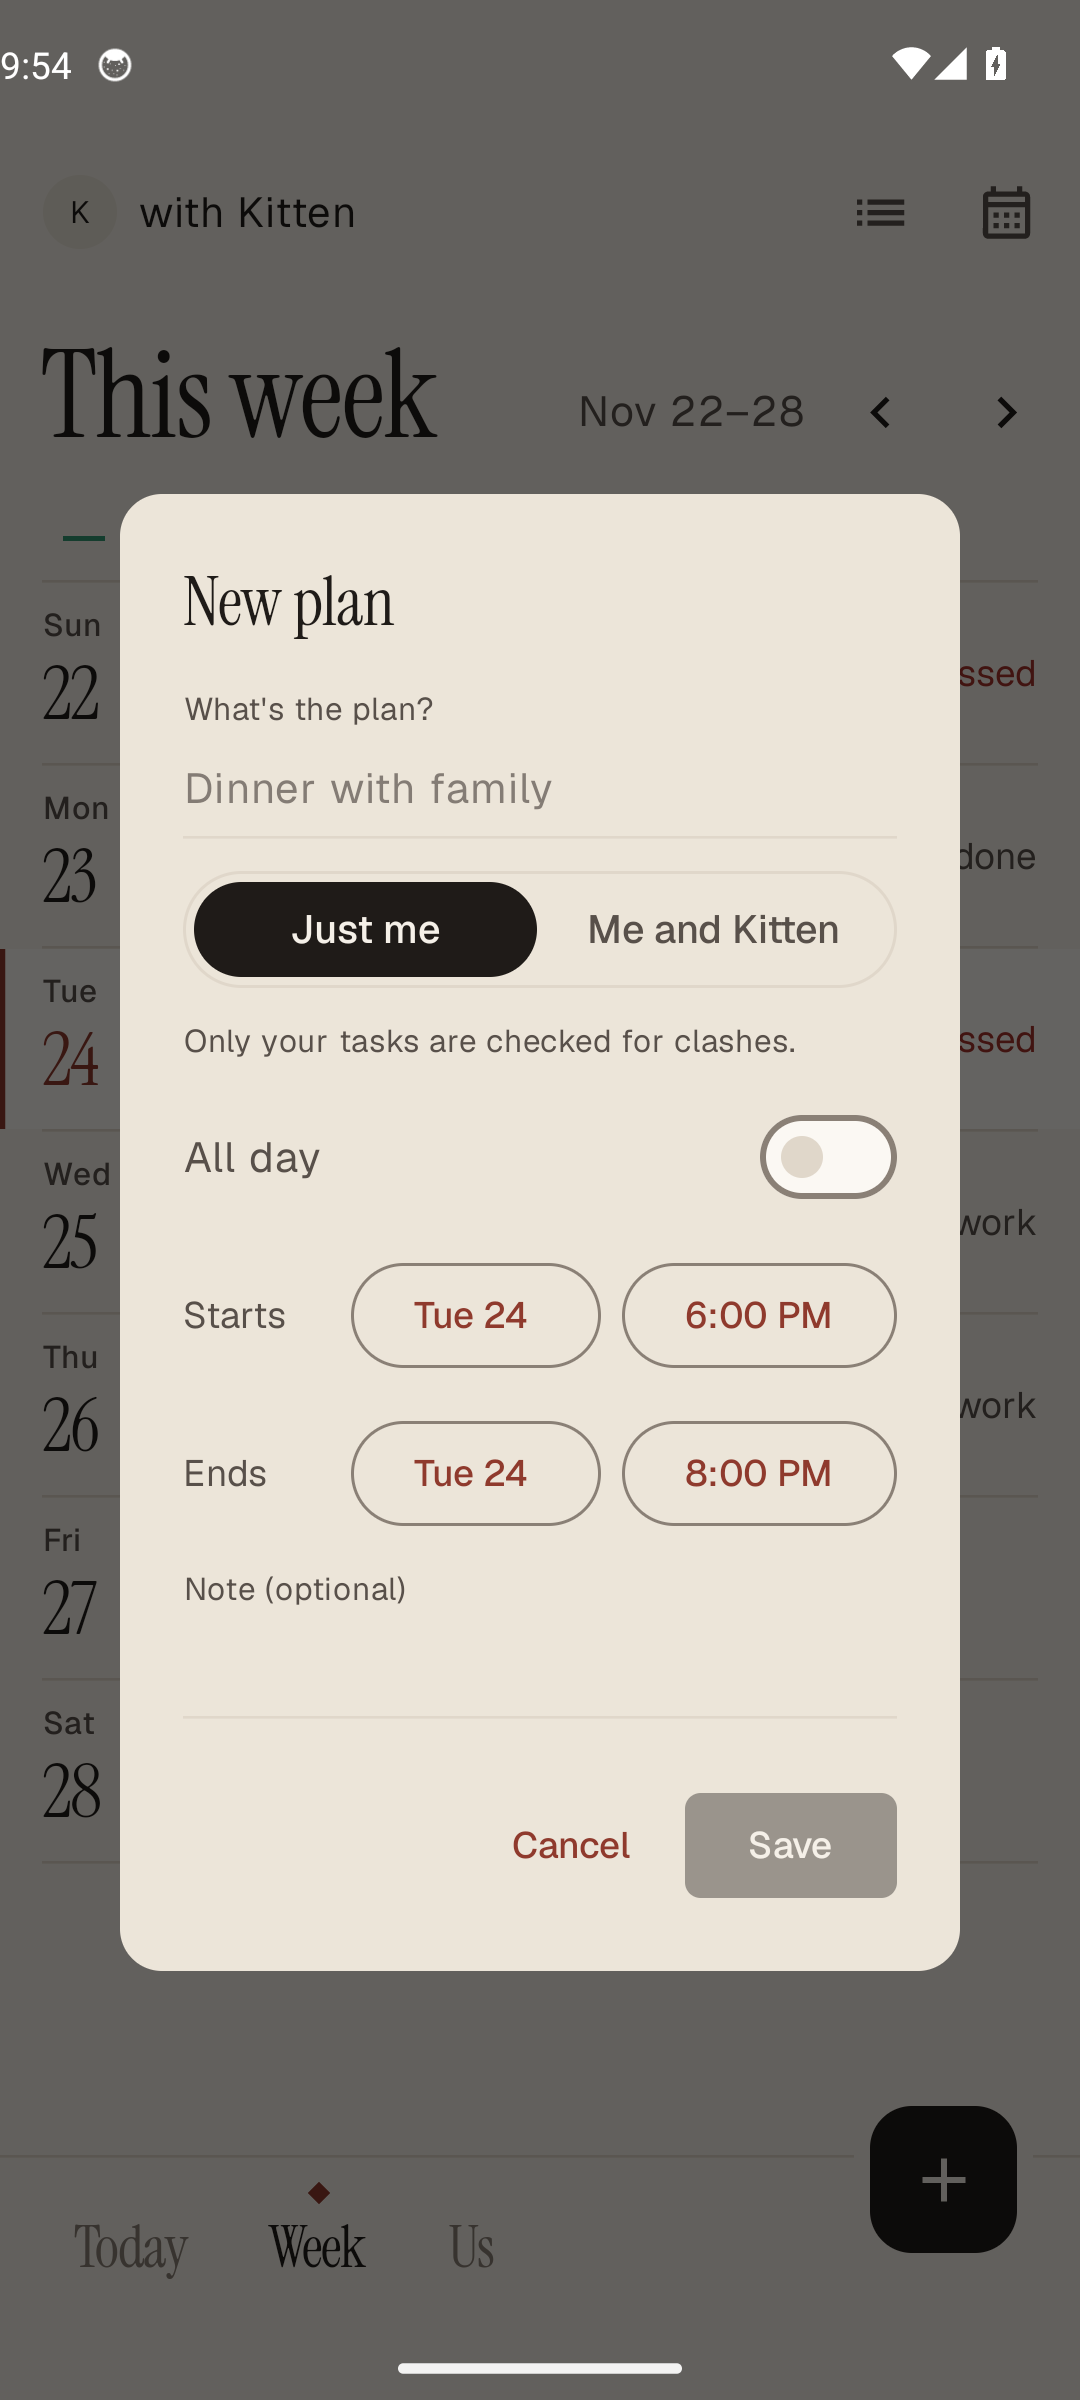 9:54
K
with Kitten
This week
Nov 22–28
New plan
What's the plan?
Dinner with family
Just me
Me and Kitten
Only your tasks are checked for clashes.
All day
Starts
Tue 24
6:00 PM
Ends
Tue 24
8:00 PM
Note (optional)
Cancel
Save
Sun
22
Mon
23
done
Tue
24
Wed
25
work
Thu
26
work
Fri
27
Sat
28
Today
Week
Us